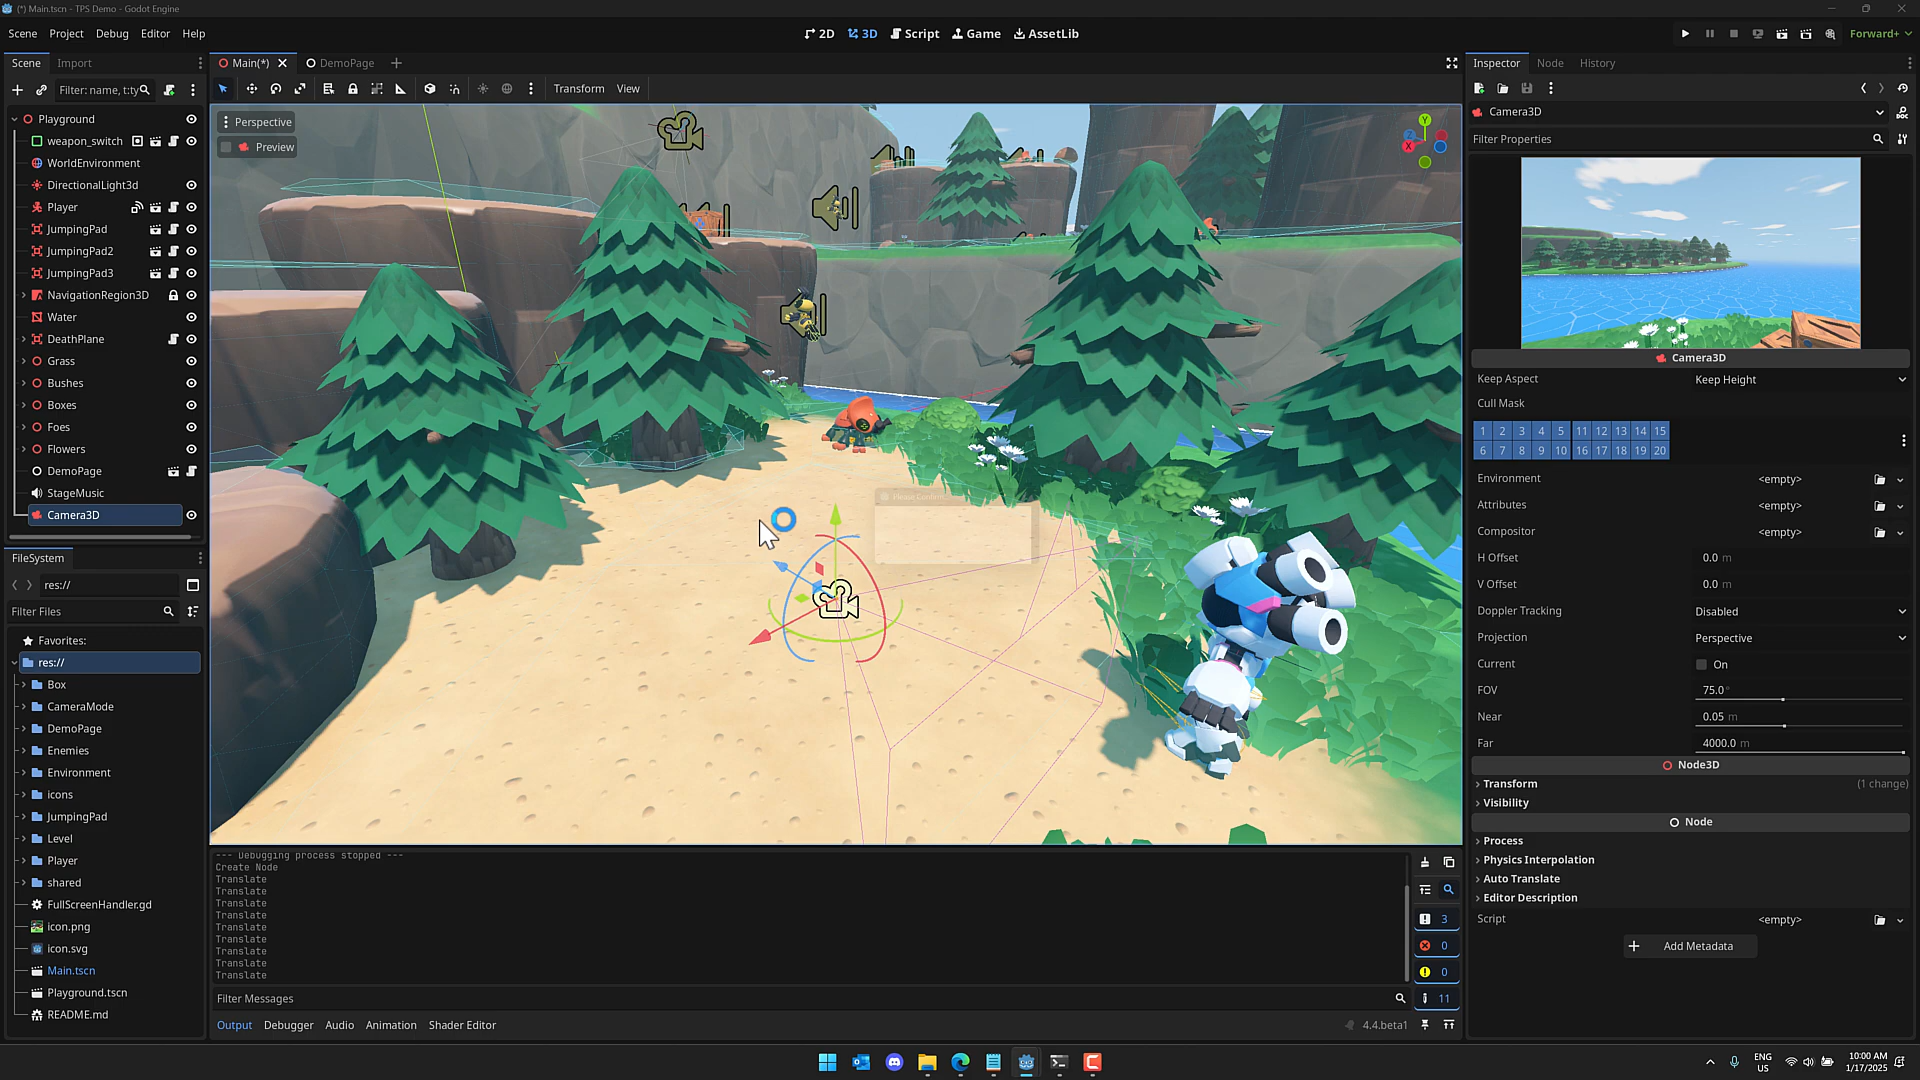 (*) Main.tscn - TPS Demo - Godot Engine
Scene Project Debug Editor Help
2D 3D Script Game AssetLib
Forward+
Scene Import
Main(*) DemoPage
Inspector Node History
Filter: name, t:ty
Transform View
Camera3D
Filter Properties
Perspective
Preview
Y
Z
X
Playground
weapon_switch
WorldEnvironment
DirectionalLight3d
Player
JumpingPad
JumpingPad2
JumpingPad3
NavigationRegion3D
Water
DeathPlane
Grass
Bushes
Boxes
Foes
Flowers
DemoPage
StageMusic
Camera3D
FileSystem
res://
Filter Files
Favorites:
res://
Box
CameraMode
DemoPage
Enemies
Environment
icons
JumpingPad
Level
Player
shared
FullScreenHandler.gd
icon.png
icon.svg
Main.tscn
Playground.tscn
README.md
Please Confirm...
--- Debugging process stopped ---
Create Node
Translate
Translate
Translate
Translate
Translate
Translate
Translate
Translate
Translate
3
0
0
11
Filter Messages
Output Debugger Audio Animation Shader Editor
4.4.beta1
Camera3D
Keep Aspect Keep Height
Cull Mask
1 2 3 4 5 11 12 13 14 15
6 7 8 9 10 16 17 18 19 20
Environment <empty>
Attributes <empty>
Compositor <empty>
H Offset 0.0 m
V Offset 0.0 m
Doppler Tracking Disabled
Projection Perspective
Current On
FOV 75.0°
Near 0.05 m
Far 4000.0 m
Node3D
Transform (1 change)
Visibility
Node
Process
Physics Interpolation
Auto Translate
Editor Description
Script <empty>
Add Metadata
ENG
US
10:00 AM
1/17/2025